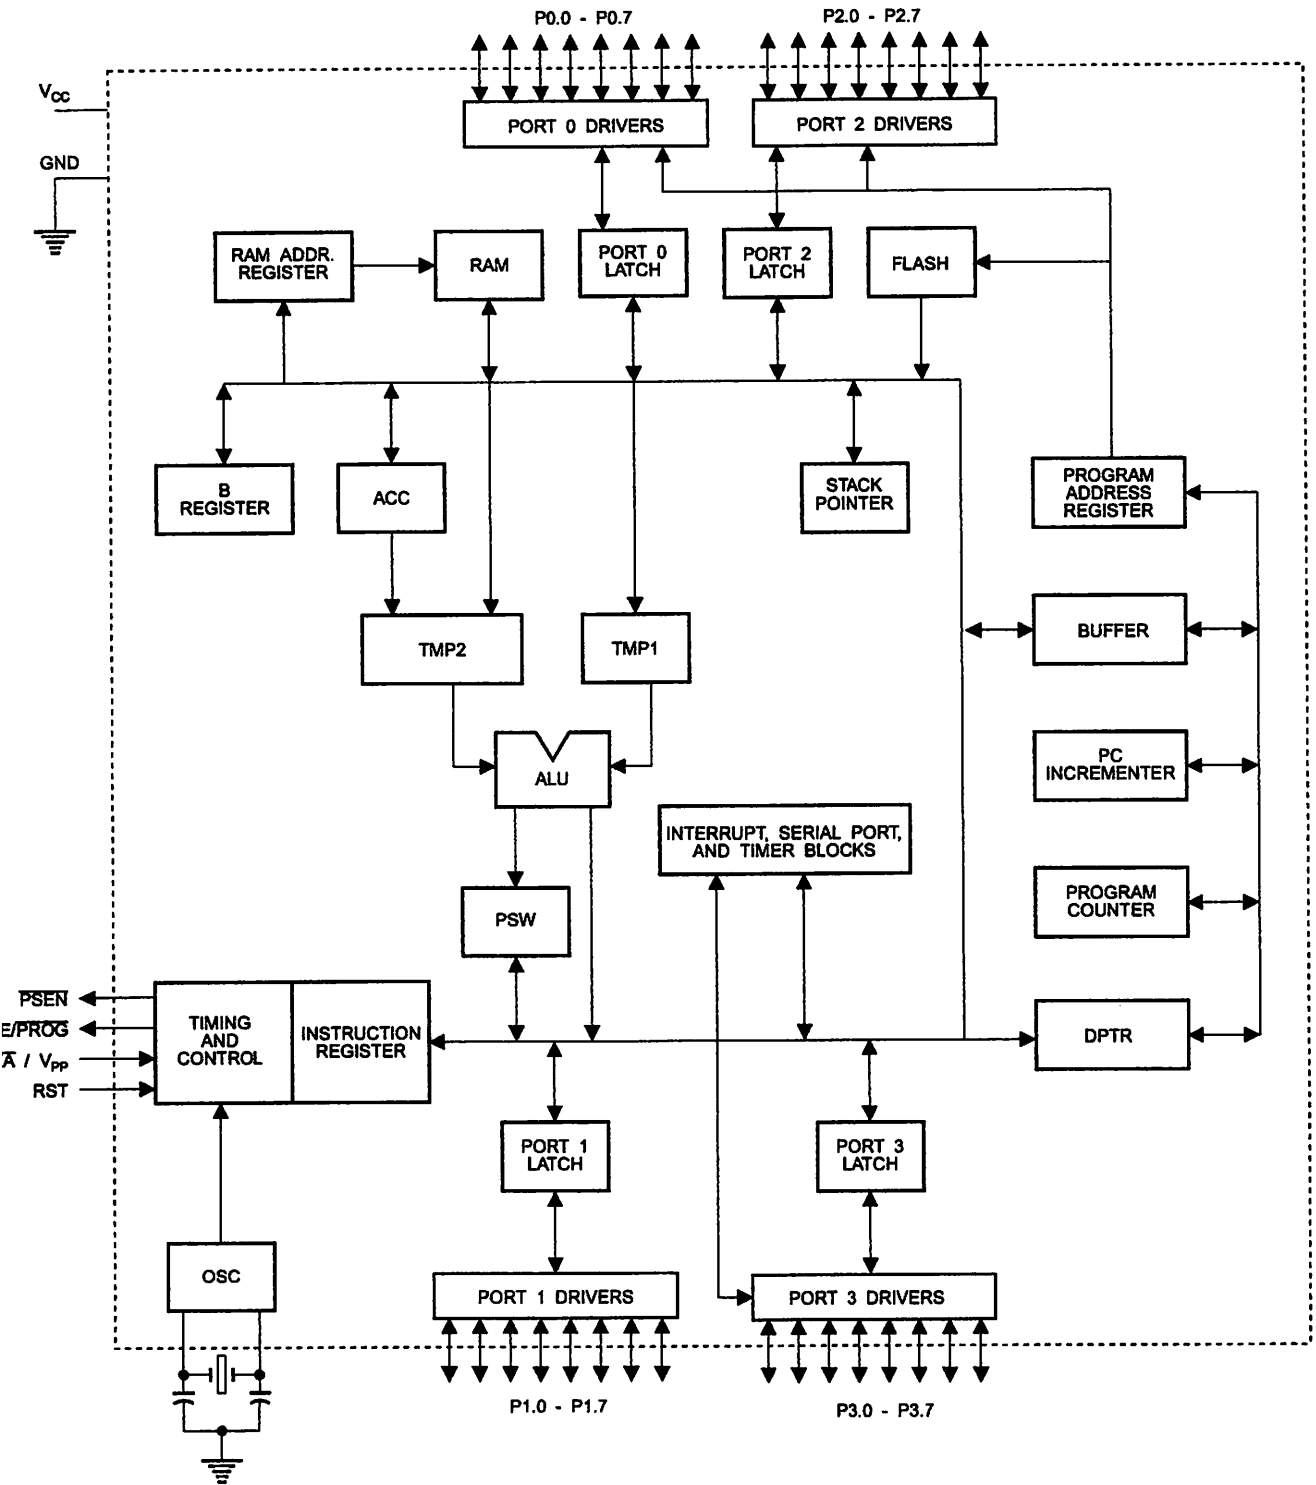 P0.0 - P0.7
P2.0 - P2.7
VCC
PORT 0 DRIVERS
PORT 2 DRIVERS
GND
RAM ADDR.
REGISTER
RAM
PORT 0
LATCH
PORT 2
LATCH
FLASH
B
REGISTER
ACC
STACK
POINTER
PROGRAM
ADDRESS
REGISTER
TMP2
TMP1
BUFFER
ALU
PC
INCREMENTER
INTERRUPT, SERIAL PORT,
AND TIMER BLOCKS
PROGRAM
COUNTER
PSW
PSEN
E/PROG
A / VPP
RST
TIMING
AND
CONTROL
INSTRUCTION
REGISTER
DPTR
PORT 1
LATCH
PORT 3
LATCH
OSC
PORT 1 DRIVERS
PORT 3 DRIVERS
P1.0 - P1.7
P3.0 - P3.7